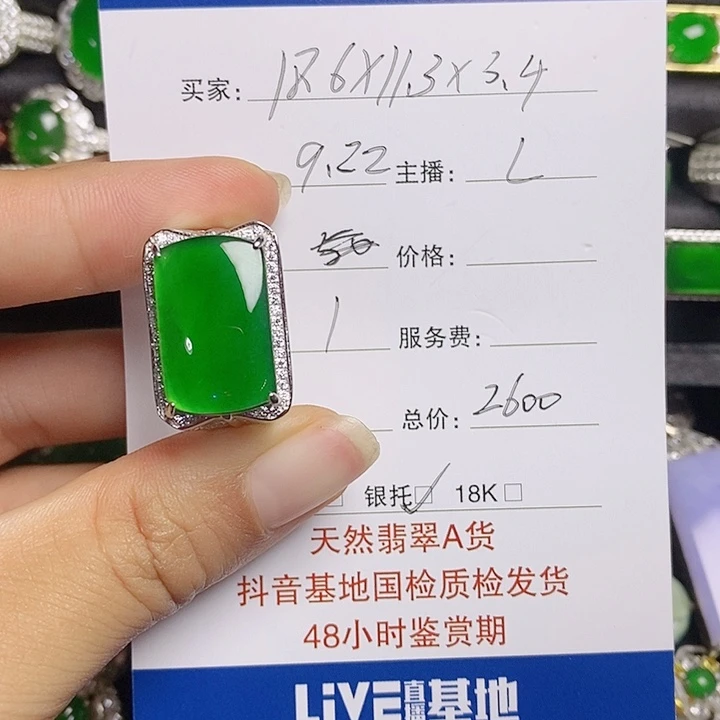 买家: 18.6X11.3X3.4
9.22 主播: L
价格:
1 服务费:
总价: 2600
银托 18K
天然翡翠A货
抖音基地国检质检发货
48小时鉴赏期
LiVE直播基地